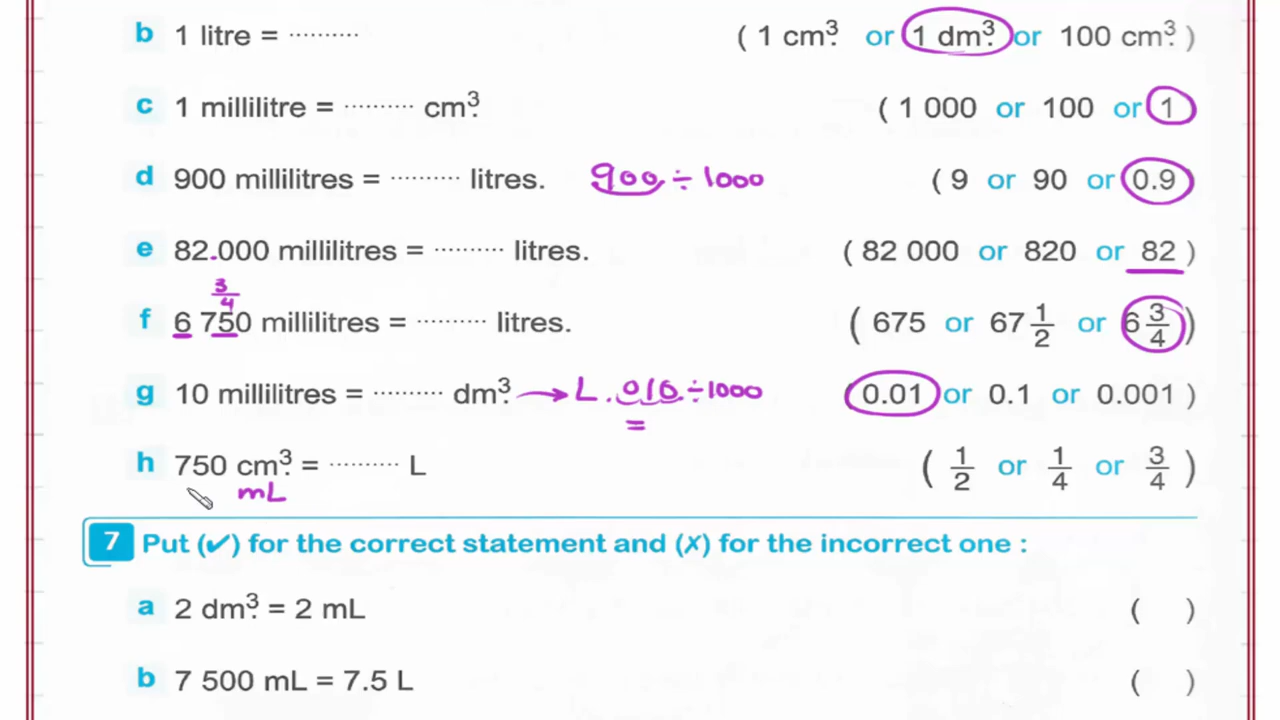 b 1 litre = .......... ( 1 cm³. or 1 dm³. or 100 cm³. )
c 1 millilitre = .......... cm³. ( 1 000 or 100 or 1 )
d 900 millilitres = .......... litres. 900 ÷ 1000 ( 9 or 90 or 0.9 )
e 82.000 millilitres = .......... litres. ( 82 000 or 820 or 82 )
3/4
f 6 750 millilitres = .......... litres. ( 675 or 67 1/2 or 6 3/4 )
g 10 millilitres = .......... dm³. → L .010 ÷ 1000 ( 0.01 or 0.1 or 0.001 )
=
h 750 cm³. = .......... L ( 1/2 or 1/4 or 3/4 )
mL
7 Put (✓) for the correct statement and (✗) for the incorrect one :
a 2 dm³. = 2 mL ( )
b 7 500 mL = 7.5 L ( )